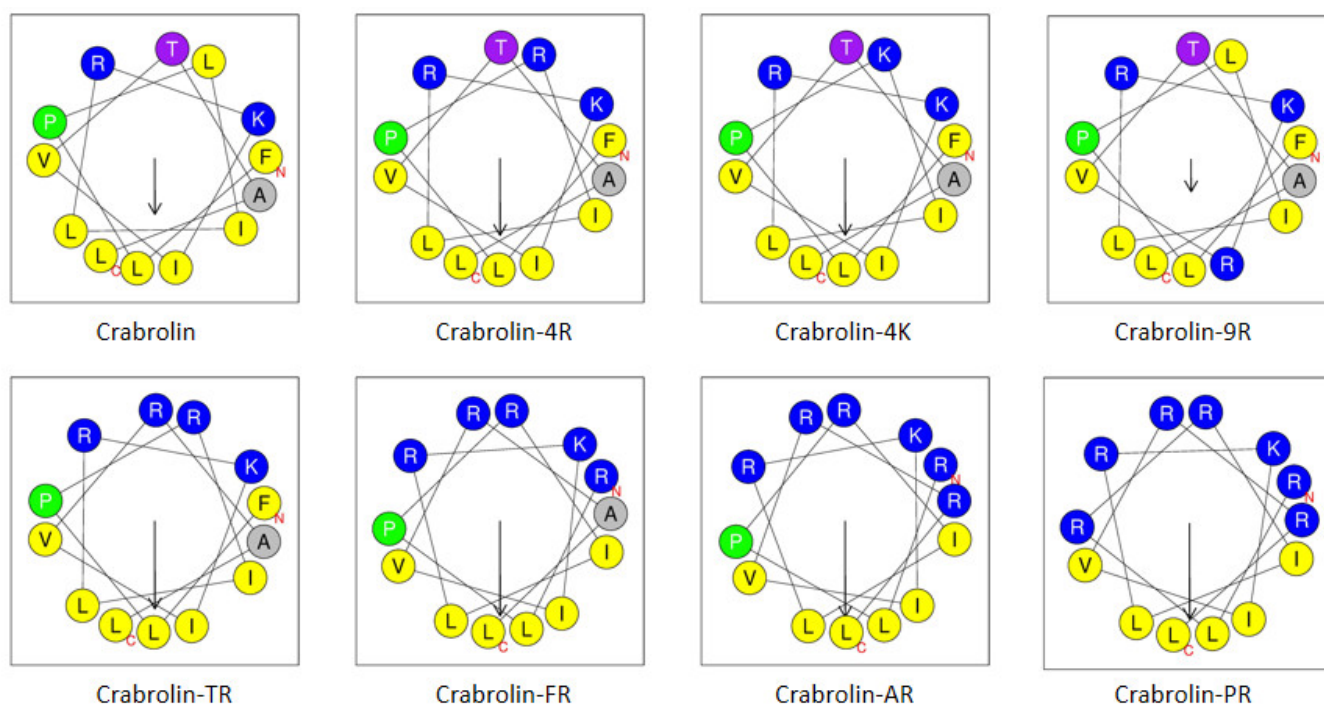 R T L
P K
V F N
A
L I
L C L I
Crabrolin
R T R
K
P F N
V A
L I
L C L I
Crabrolin-4R
R T K
K
P F N
V A
L I
L C L I
Crabrolin-4K
R T L
K
P F N
V A
L I
L C L R
Crabrolin-9R
R R R
K
P F N
V A
I
L
L C L I
Crabrolin-TR
R R
R K
R N
P A
V I
L L C L I
Crabrolin-FR
R R
R K
R N
R
P I
V I
L L C L
Crabrolin-AR
R R
R K
R N
R R
V I
L L C L I
Crabrolin-PR